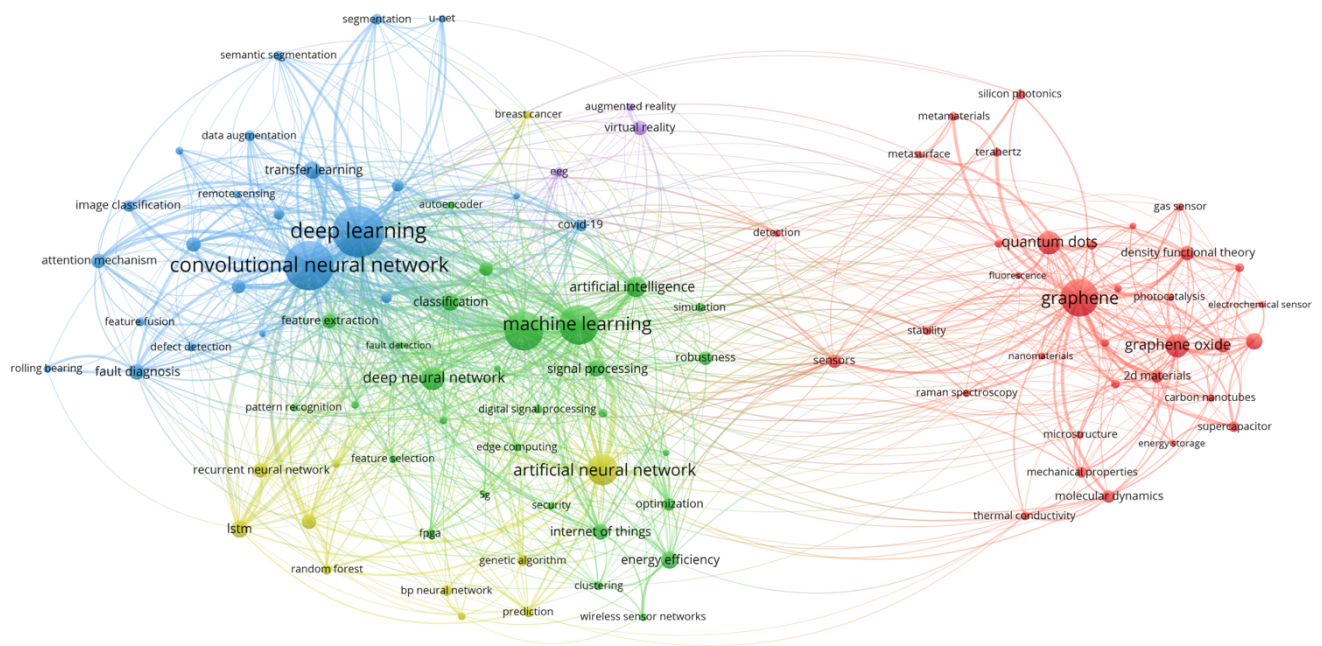 segmentation
u-net
semantic segmentation
silicon photonics
augmented reality
breast cancer
metamaterials
virtual reality
data augmentation
metasurface
terahertz
transfer learning
eeg
remote sensing
image classification
autoencoder
gas sensor
covid-19
deep learning
detection
quantum dots
density functional theory
attention mechanism
convolutional neural network
fluorescence
artificial intelligence
classification
graphene
photocatalysis
electrochemical sensor
simulation
feature fusion
feature extraction
machine learning
stability
defect detection
fault detection
graphene oxide
robustness
nanomaterials
sensors
rolling bearing
fault diagnosis
signal processing
deep neural network
2d materials
raman spectroscopy
carbon nanotubes
pattern recognition
digital signal processing
supercapacitor
microstructure
energy storage
edge computing
feature selection
recurrent neural network
artificial neural network
mechanical properties
5g
molecular dynamics
security
optimization
thermal conductivity
lstm
fpga
internet of things
genetic algorithm
energy efficiency
random forest
clustering
bp neural network
prediction
wireless sensor networks